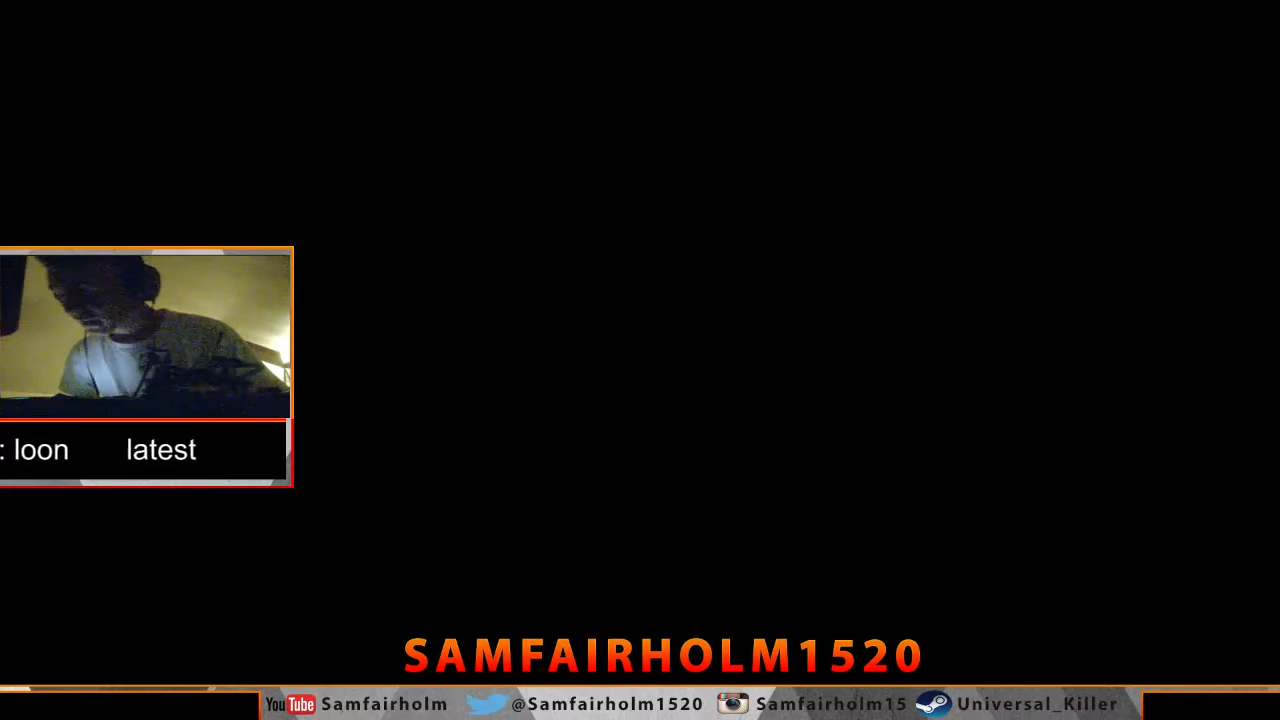 : loon latest
SAMFAIRHOLM1520
You Tube Samfairholm @Samfairholm1520 Samfairholm15 Universal_Killer